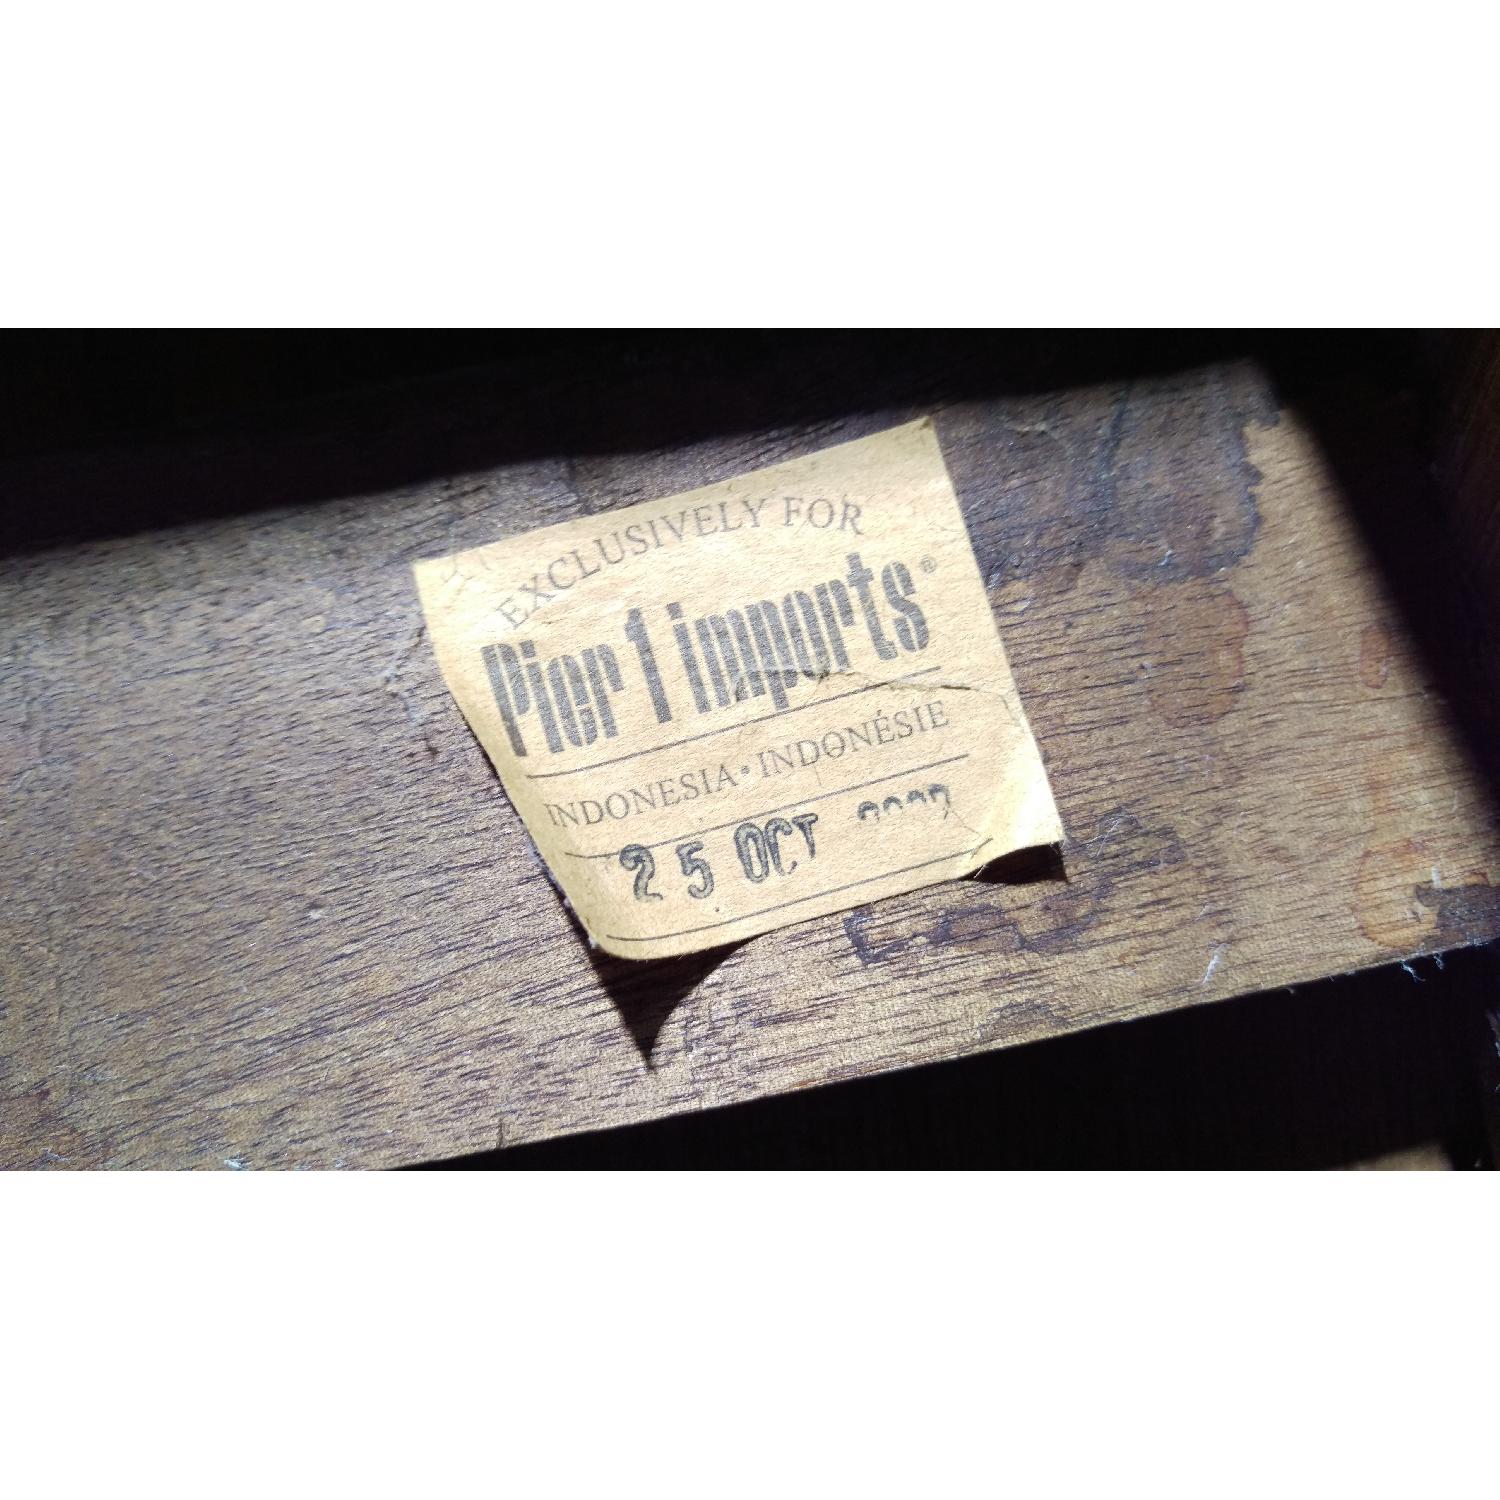 EXCLUSIVELY FOR
Pier 1 imports®
INDONESIA • INDONÉSIE
25 OCT